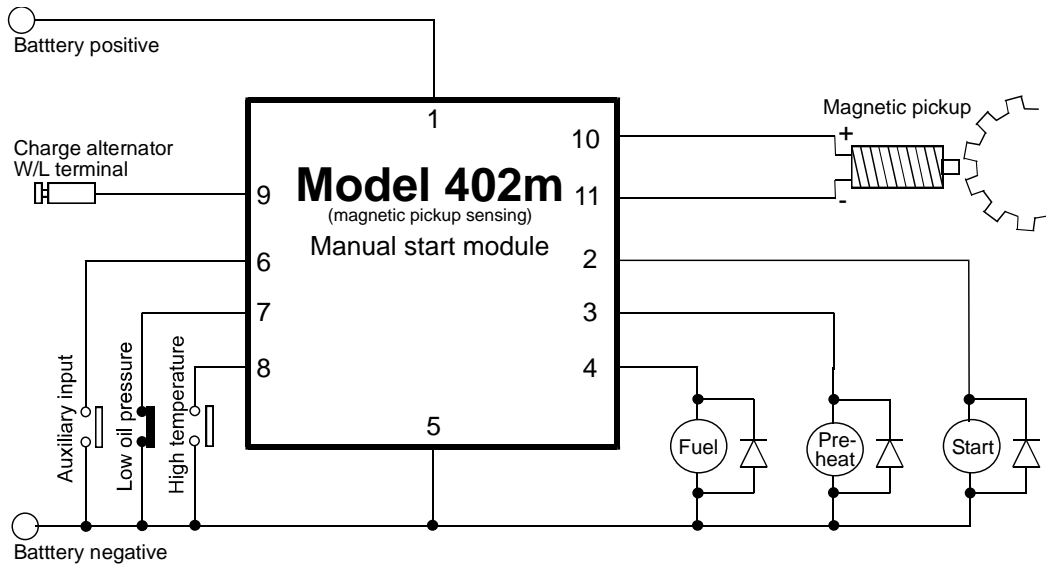 Batttery positive
1
Magnetic pickup
10
+
Charge alternator
W/L terminal
9
Model 402m
11
-
(magnetic pickup sensing)
Manual start module
6
2
7
3
8
4
Auxiliary input
Low oil pressure
High temperature
5
Fuel
Pre-
heat
Start
Batttery negative